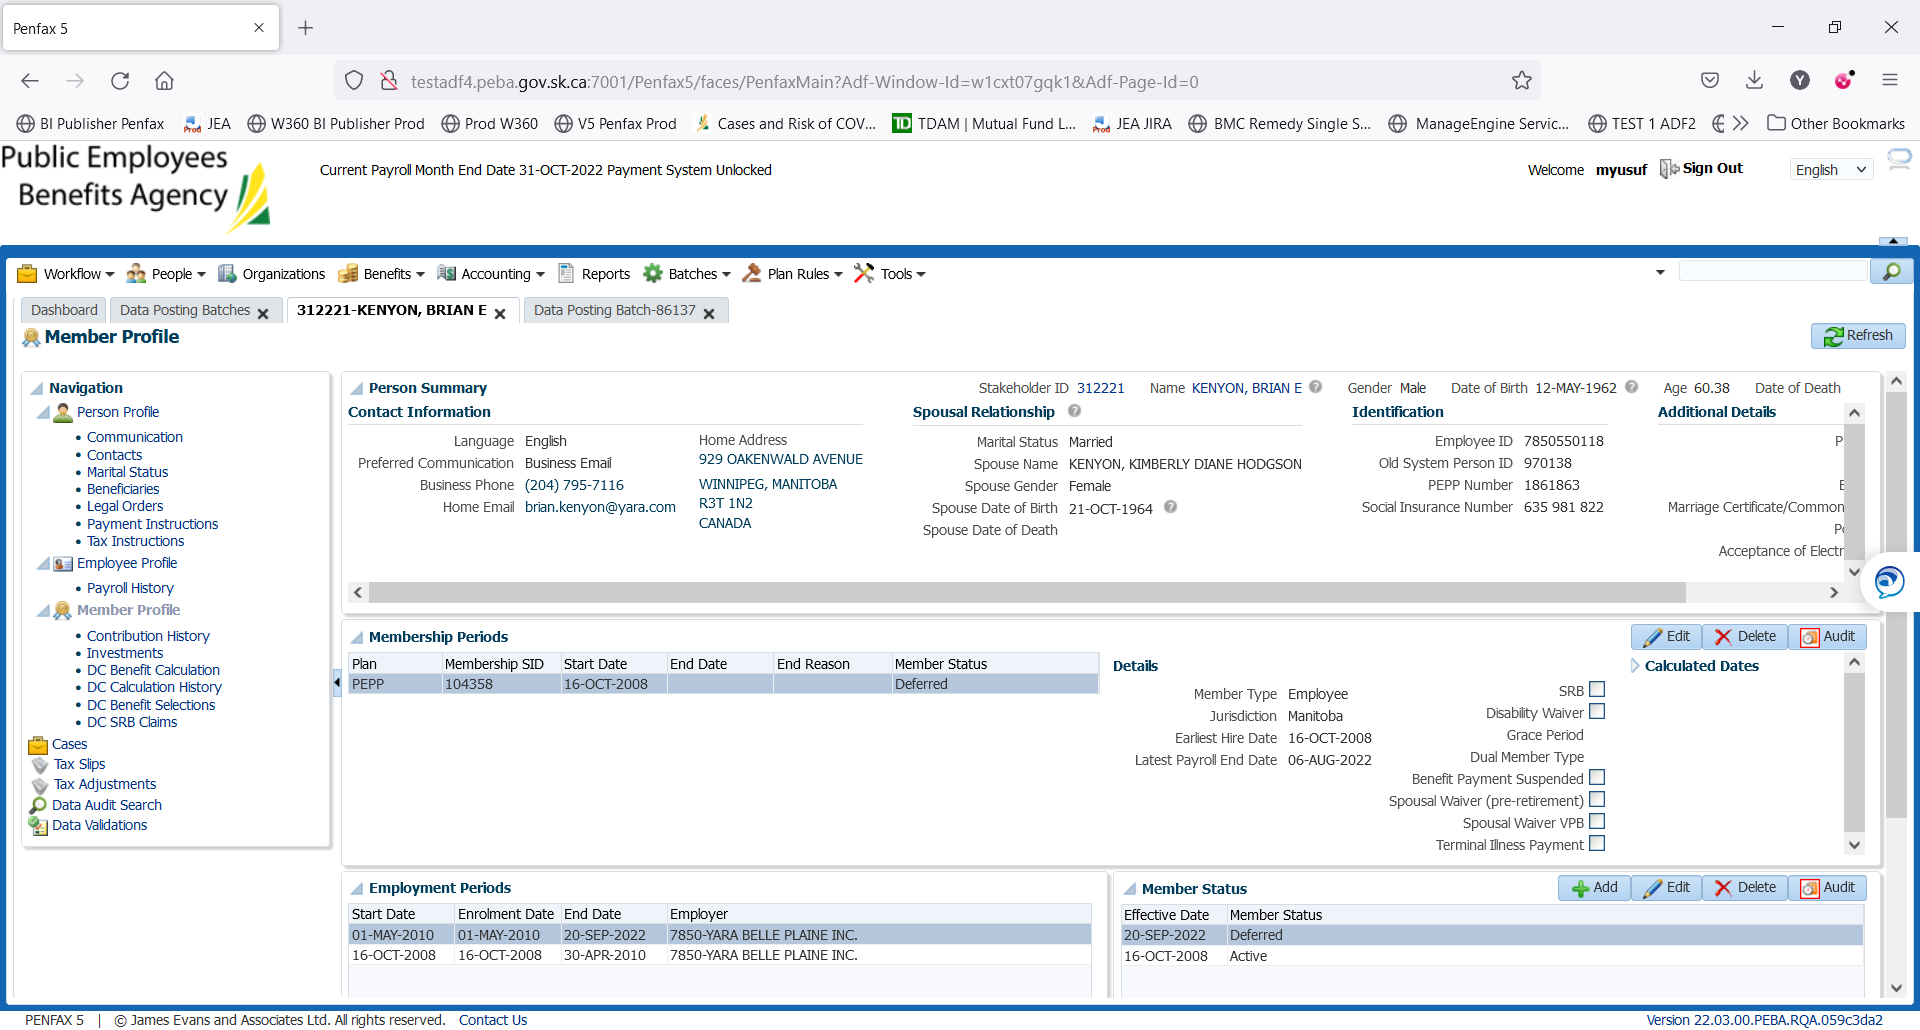 Penfax 5
testadf4.peba.gov.sk.ca:7001/Penfax5/faces/PenfaxMain?Adf-Window-Id=w1cxt07gqk1&Adf-Page-Id=0
Y
BI Publisher Penfax JEA W360 BI Publisher Prod Prod W360 V5 Penfax Prod Cases and Risk of COV... TD TDAM | Mutual Fund L... JEA JIRA BMC Remedy Single S... ManageEngine Servic... TEST 1 ADF2 Other Bookmarks
Public Employees
Benefits Agency
Current Payroll Month End Date 31-OCT-2022 Payment System Unlocked
Welcome myusuf Sign Out English
Workflow People Organizations Benefits Accounting Reports Batches Plan Rules Tools
Dashboard Data Posting Batches 312221-KENYON, BRIAN E Data Posting Batch-86137
Member Profile
Refresh
Navigation
Person Profile
Communication
Contacts
Marital Status
Beneficiaries
Legal Orders
Payment Instructions
Tax Instructions
Employee Profile
Payroll History
Member Profile
Contribution History
Investments
DC Benefit Calculation
DC Calculation History
DC Benefit Selections
DC SRB Claims
Cases
Tax Slips
Tax Adjustments
Data Audit Search
Data Validations
Person Summary Stakeholder ID 312221 Name KENYON, BRIAN E Gender Male Date of Birth 12-MAY-1962 Age 60.38 Date of Death
Contact Information
Language English
Preferred Communication Business Email
Business Phone (204) 795-7116
Home Email brian.kenyon@yara.com
Home Address
929 OAKENWALD AVENUE
WINNIPEG, MANITOBA
R3T 1N2
CANADA
Spousal Relationship
Marital Status Married
Spouse Name KENYON, KIMBERLY DIANE HODGSON
Spouse Gender Female
Spouse Date of Birth 21-OCT-1964
Spouse Date of Death
Identification
Employee ID 7850550118
Old System Person ID 970138
PEPP Number 1861863
Social Insurance Number 635 981 822
Additional Details
Marriage Certificate/Common
Acceptance of Electr
Membership Periods
Edit Delete Audit
Plan Membership SID Start Date End Date End Reason Member Status
PEPP 104358 16-OCT-2008 Deferred
Details
Member Type Employee
Jurisdiction Manitoba
Earliest Hire Date 16-OCT-2008
Latest Payroll End Date 06-AUG-2022
SRB
Disability Waiver
Grace Period
Dual Member Type
Benefit Payment Suspended
Spousal Waiver (pre-retirement)
Spousal Waiver VPB
Terminal Illness Payment
Calculated Dates
Employment Periods
Start Date Enrolment Date End Date Employer
01-MAY-2010 01-MAY-2010 20-SEP-2022 7850-YARA BELLE PLAINE INC.
16-OCT-2008 16-OCT-2008 30-APR-2010 7850-YARA BELLE PLAINE INC.
Member Status
Add Edit Delete Audit
Effective Date Member Status
20-SEP-2022 Deferred
16-OCT-2008 Active
PENFAX 5 | © James Evans and Associates Ltd. All rights reserved. Contact Us
Version 22.03.00.PEBA.RQA.059c3da2